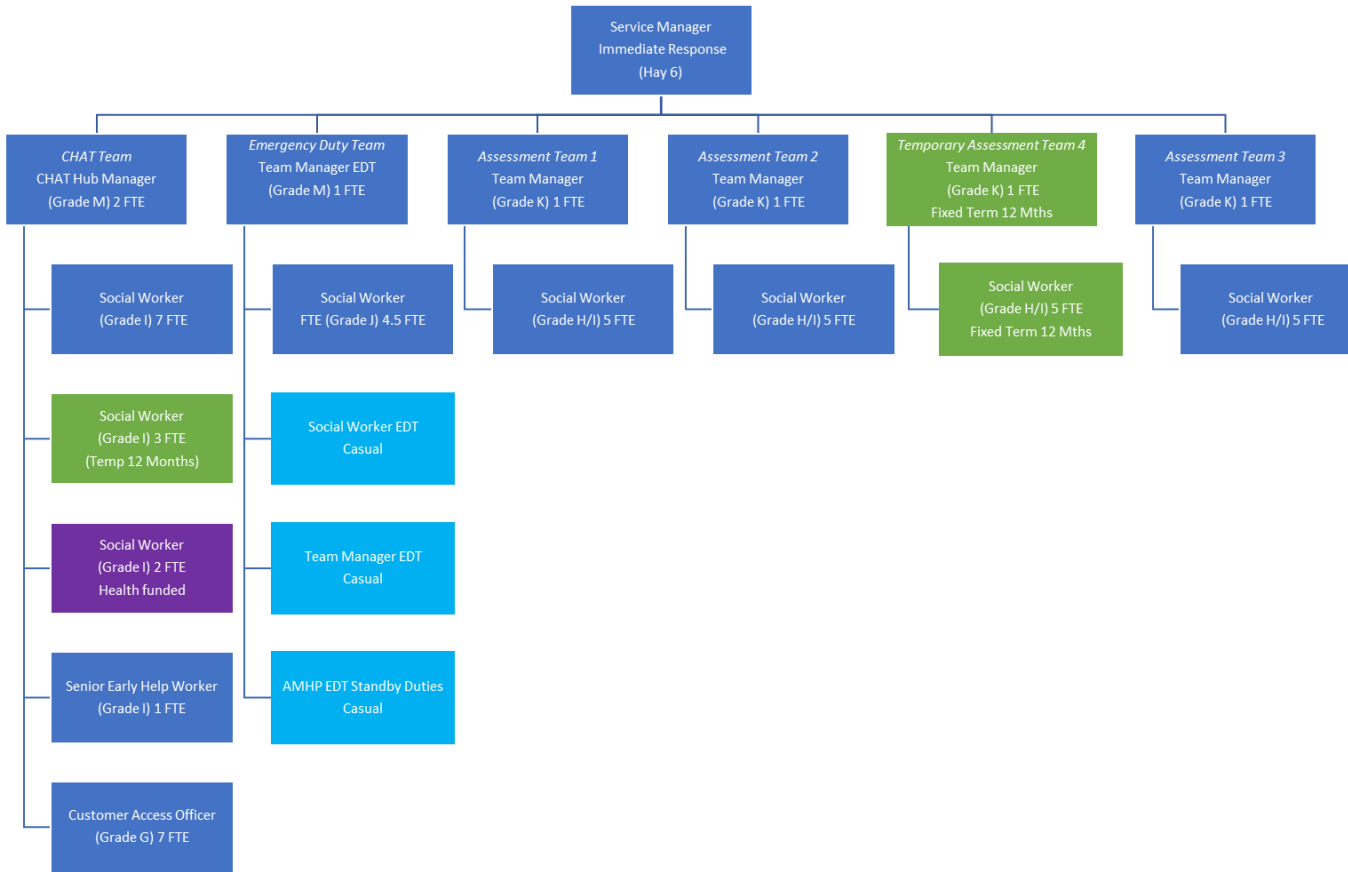 Service Manager
Immediate Response
(Hay 6)
CHAT Team
CHAT Hub Manager
(Grade M) 2 FTE
Emergency Duty Team
Team Manager EDT
(Grade M) 1 FTE
Assessment Team 1
Team Manager
(Grade K) 1 FTE
Assessment Team 2
Team Manager
(Grade K) 1 FTE
Temporary Assessment Team 4
Team Manager
(Grade K) 1 FTE
Fixed Term 12 Mths
Assessment Team 3
Team Manager
(Grade K) 1 FTE
Social Worker
(Grade I) 7 FTE
Social Worker
FTE (Grade J) 4.5 FTE
Social Worker
(Grade H/I) 5 FTE
Social Worker
(Grade H/I) 5 FTE
Social Worker
(Grade H/I) 5 FTE
Fixed Term 12 Mths
Social Worker
(Grade H/I) 5 FTE
Social Worker
(Grade I) 3 FTE
(Temp 12 Months)
Social Worker EDT
Casual
Social Worker
(Grade I) 2 FTE
Health funded
Team Manager EDT
Casual
Senior Early Help Worker
(Grade I) 1 FTE
AMHP EDT Standby Duties
Casual
Customer Access Officer
(Grade G) 7 FTE